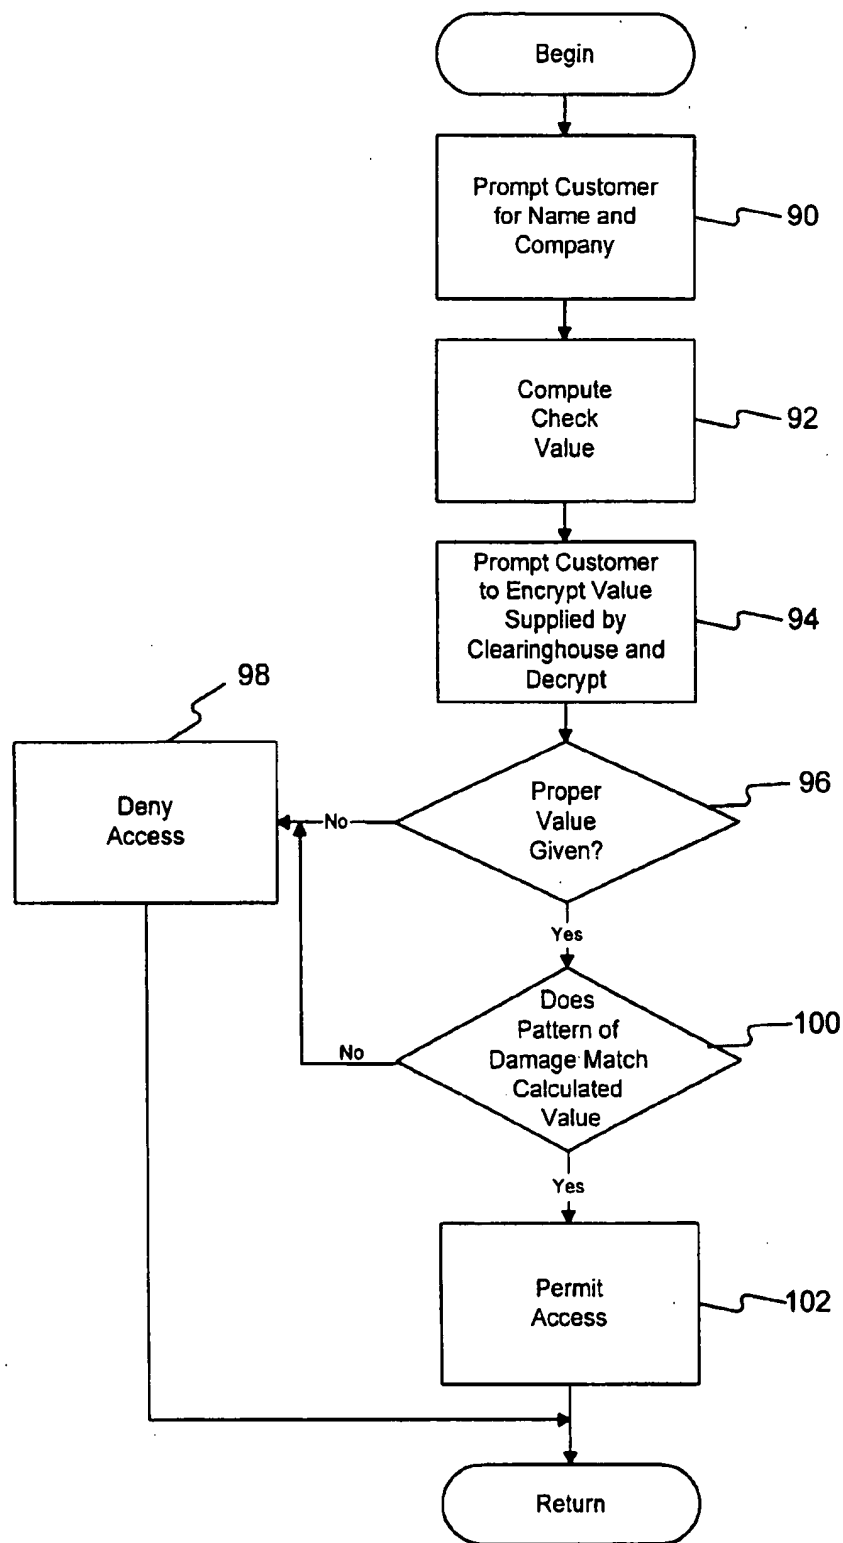 Begin
Prompt Customer
for Name and
Company
90
Compute
Check
Value
92
Prompt Customer
to Encrypt Value
Supplied by
Clearinghouse and
Decrypt
94
98
Deny
Access
No
Proper
Value
Given?
96
Yes
No
Does
Pattern of
Damage Match
Calculated
Value
100
Yes
Permit
Access
102
Return